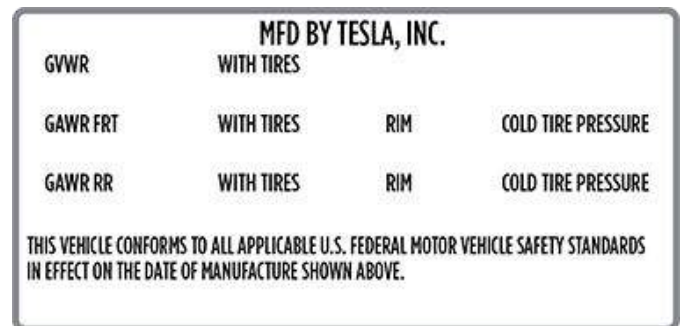 MFD BY TESLA, INC.
GVWR WITH TIRES
GAWR FRT WITH TIRES RIM COLD TIRE PRESSURE
GAWR RR WITH TIRES RIM COLD TIRE PRESSURE
THIS VEHICLE CONFORMS TO ALL APPLICABLE U.S. FEDERAL MOTOR VEHICLE SAFETY STANDARDS
IN EFFECT ON THE DATE OF MANUFACTURE SHOWN ABOVE.